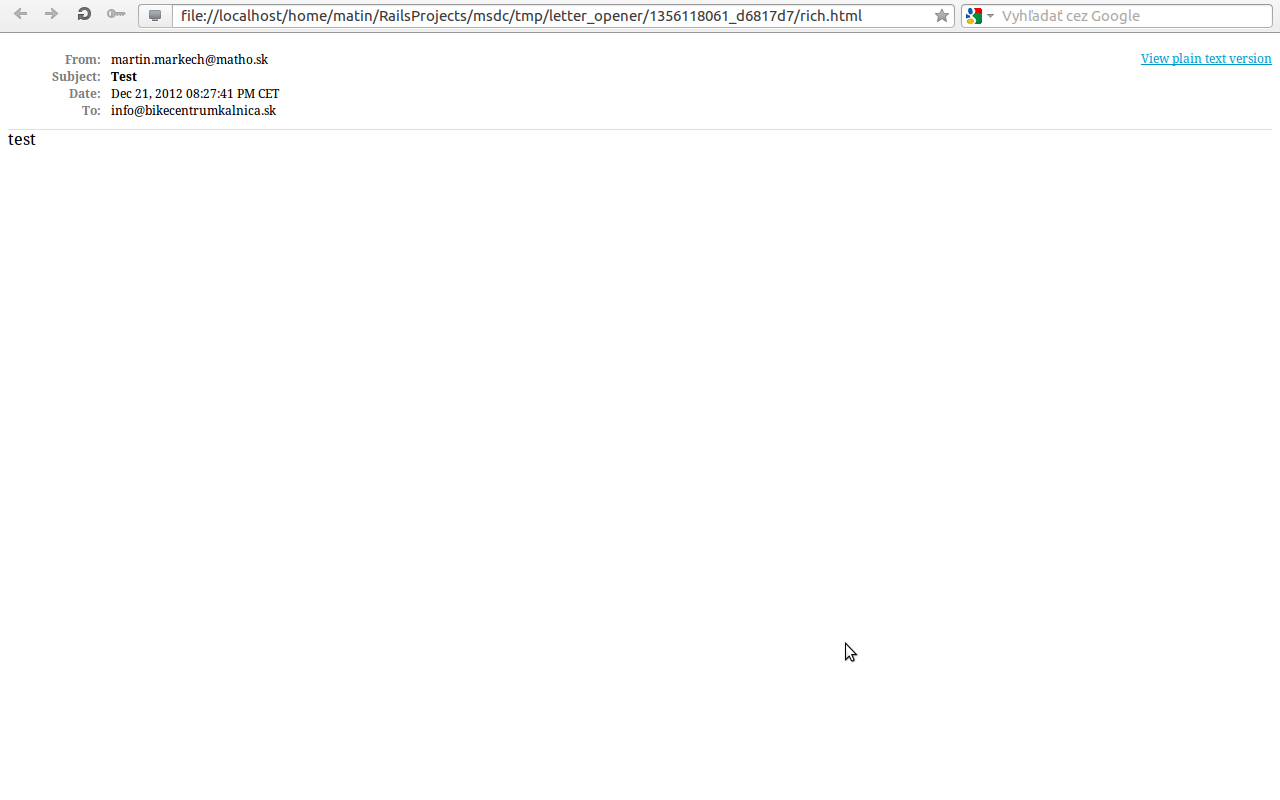 file://localhost/home/matin/RailsProjects/msdc/tmp/letter_opener/1356118061_d6817d7/rich.html Vyhľadať cez Google
From: martin.markech@matho.sk View plain text version
Subject: Test
Date: Dec 21, 2012 08:27:41 PM CET
To: info@bikecentrumkalnica.sk
test